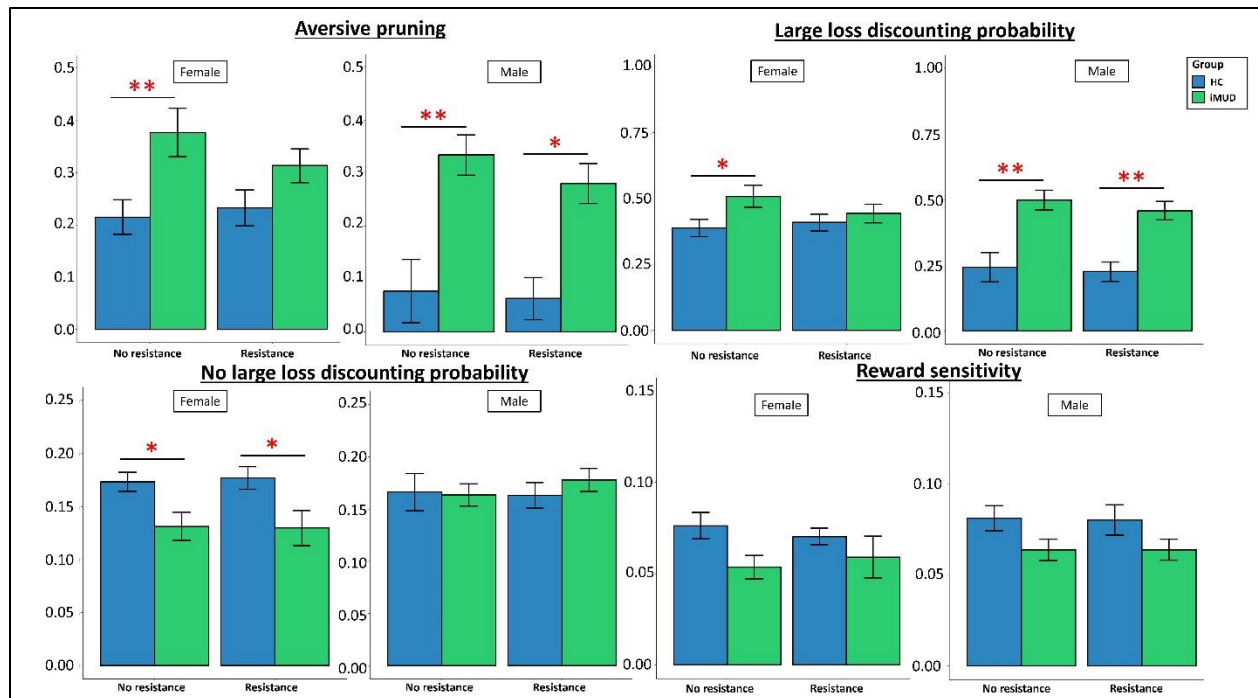 Aversive pruning
Large loss discounting probability
0.5
0.4
0.3
0.2
0.1
0.0
Female
**
No resistance
Resistance
0.5
0.4
0.3
0.2
0.1
0.0
Male
**
*
No resistance
Resistance
1.00
0.75
0.50
0.25
0.00
Female
*
No resistance
Resistance
1.00
0.75
0.50
0.25
0.00
Male
**
**
No resistance
Resistance
Group
HC
iMUD
No large loss discounting probability
Reward sensitivity
0.25
0.20
0.15
0.10
0.05
0.00
Female
*
*
No resistance
Resistance
0.25
0.20
0.15
0.10
0.05
0.00
Male
No resistance
Resistance
0.15
0.10
0.05
0.00
Female
No resistance
Resistance
0.15
0.10
0.05
0.00
Male
No resistance
Resistance